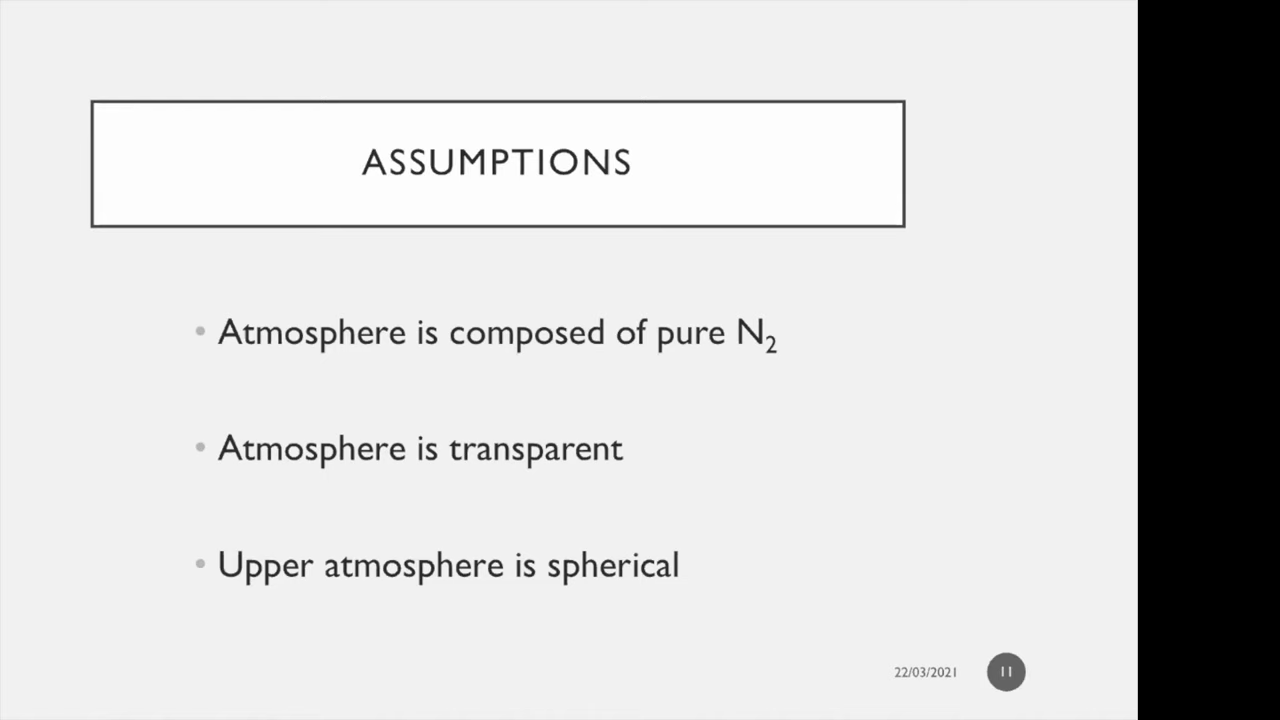 ASSUMPTIONS
• Atmosphere is composed of pure N₂
• Atmosphere is transparent
• Upper atmosphere is spherical
22/03/2021 11